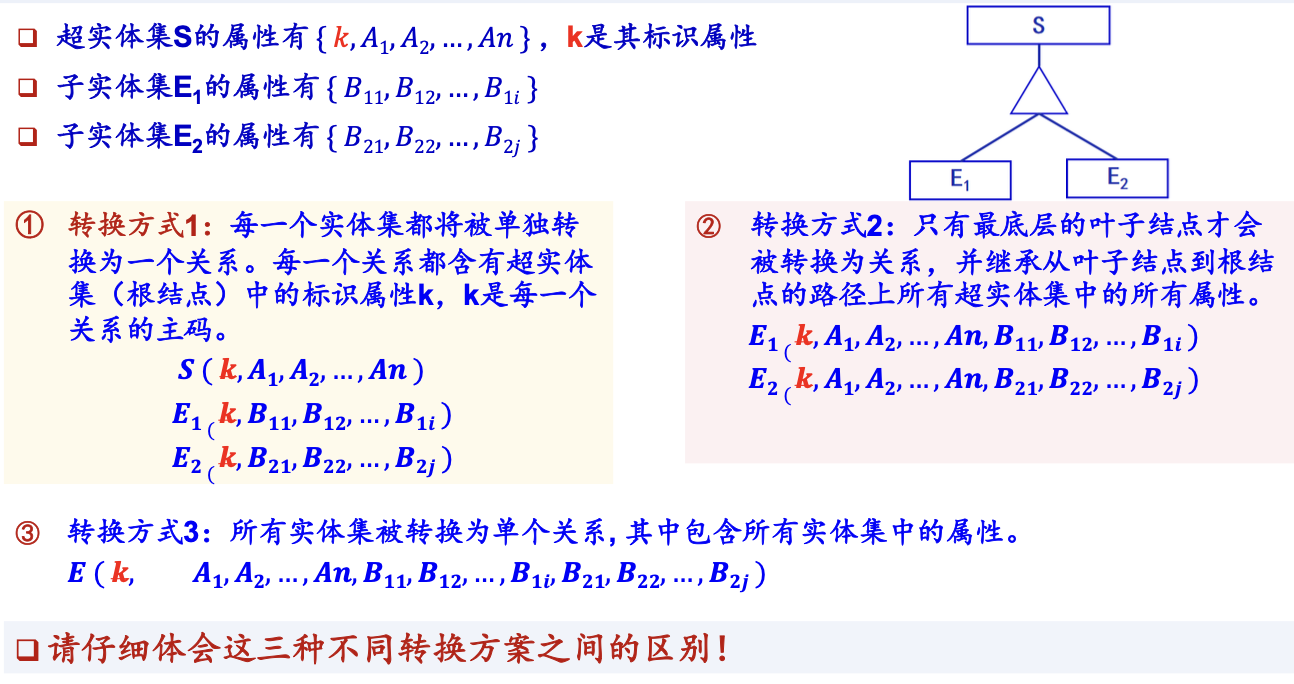 ❑ 超实体集S的属性有 { k, A₁, A₂, …, An } ，k是其标识属性
❑ 子实体集E₁的属性有 { B₁₁, B₁₂, …, B₁ᵢ }
❑ 子实体集E₂的属性有 { B₂₁, B₂₂, …, B₂ⱼ }
S
E₁
E₂
① 转换方式1：每一个实体集都将被单独转
换为一个关系。每一个关系都含有超实体
集（根结点）中的标识属性k，k是每一个
关系的主码。
S ( k, A₁, A₂, …, An )
E₁ ( k, B₁₁, B₁₂, …, B₁ᵢ )
E₂ ( k, B₂₁, B₂₂, …, B₂ⱼ )
② 转换方式2：只有最底层的叶子结点才会
被转换为关系，并继承从叶子结点到根结
点的路径上所有超实体集中的所有属性。
E₁ ( k, A₁, A₂, …, An, B₁₁, B₁₂, …, B₁ᵢ )
E₂ ( k, A₁, A₂, …, An, B₂₁, B₂₂, …, B₂ⱼ )
③ 转换方式3：所有实体集被转换为单个关系, 其中包含所有实体集中的属性。
E ( k, A₁, A₂, …, An, B₁₁, B₁₂, …, B₁ᵢ, B₂₁, B₂₂, …, B₂ⱼ )
❑ 请仔细体会这三种不同转换方案之间的区别！